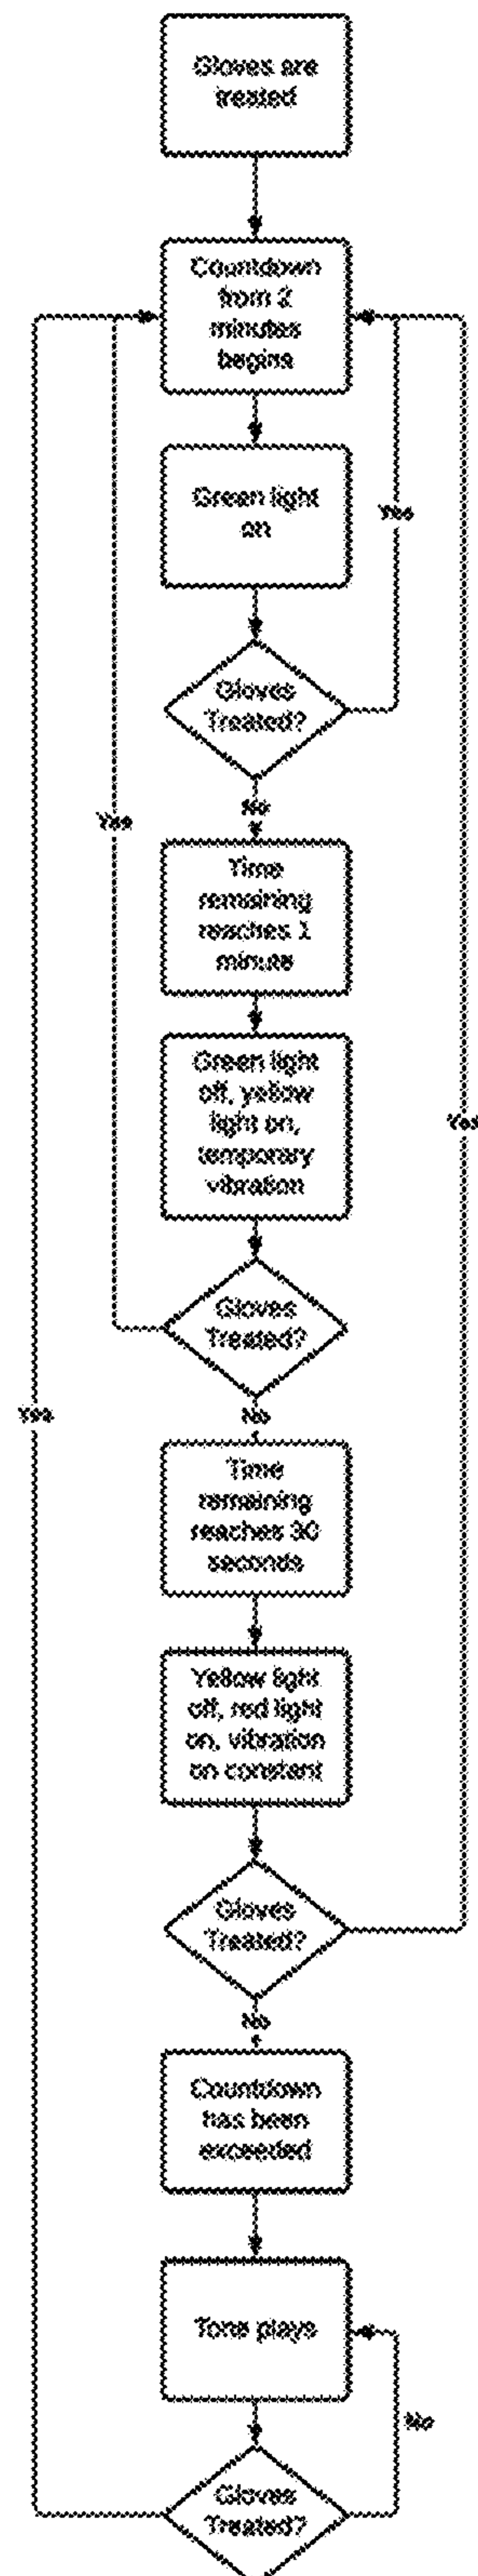 Gloves are
treated
Countdown
from 2
minutes
begins
Green light
on
Yes
Gloves
Treated?
No
Yes
Time
remaining
reaches 1
minute
Green light
off, yellow
light on,
temporary
vibration
Yes
Gloves
Treated?
No
Yes
Time
remaining
reaches 30
seconds
Yellow light
off, red light
on, vibration
on constant
Gloves
Treated?
No
Countdown
has been
exceeded
Tone plays
No
Gloves
Treated?